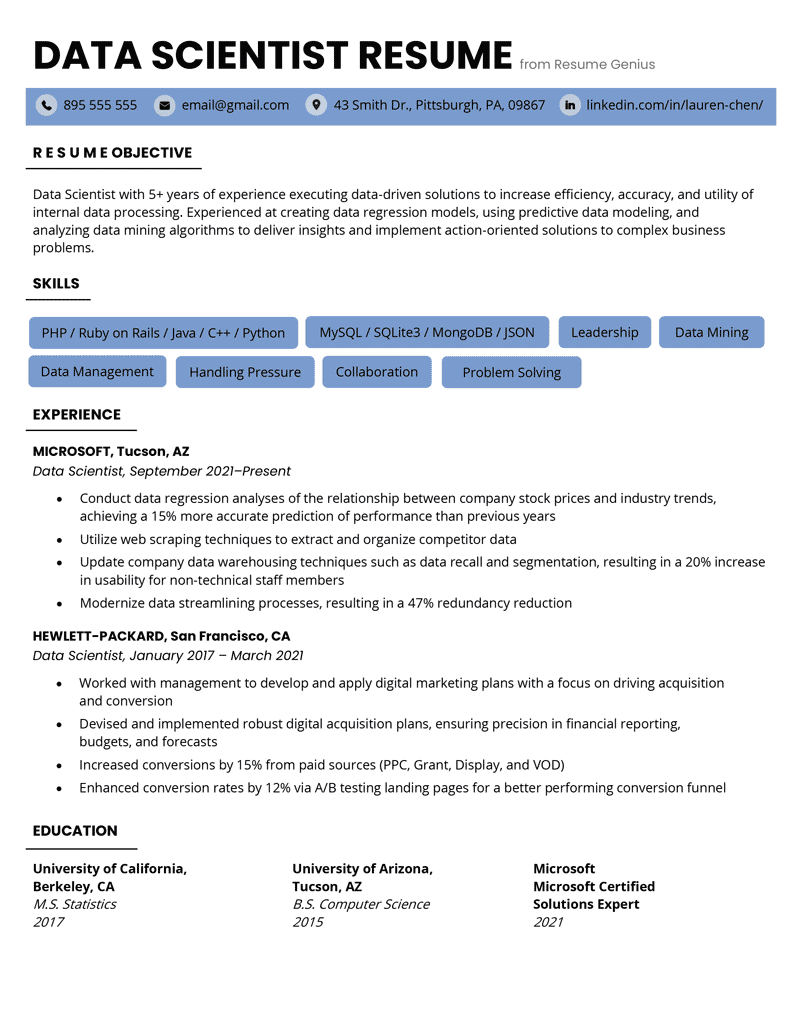 DATA SCIENTIST RESUME from Resume Genius
895 555 555 email@gmail.com 43 Smith Dr., Pittsburgh, PA, 09867 linkedin.com/in/lauren-chen/
R E S U M E OBJECTIVE
Data Scientist with 5+ years of experience executing data-driven solutions to increase efficiency, accuracy, and utility of
internal data processing. Experienced at creating data regression models, using predictive data modeling, and
analyzing data mining algorithms to deliver insights and implement action-oriented solutions to complex business
problems.
SKILLS
PHP / Ruby on Rails / Java / C++ / Python MySQL / SQLite3 / MongoDB / JSON Leadership Data Mining
Data Management Handling Pressure Collaboration Problem Solving
EXPERIENCE
MICROSOFT, Tucson, AZ
Data Scientist, September 2021–Present
• Conduct data regression analyses of the relationship between company stock prices and industry trends,
achieving a 15% more accurate prediction of performance than previous years
• Utilize web scraping techniques to extract and organize competitor data
• Update company data warehousing techniques such as data recall and segmentation, resulting in a 20% increase
in usability for non-technical staff members
• Modernize data streamlining processes, resulting in a 47% redundancy reduction
HEWLETT-PACKARD, San Francisco, CA
Data Scientist, January 2017 – March 2021
• Worked with management to develop and apply digital marketing plans with a focus on driving acquisition
and conversion
• Devised and implemented robust digital acquisition plans, ensuring precision in financial reporting,
budgets, and forecasts
• Increased conversions by 15% from paid sources (PPC, Grant, Display, and VOD)
• Enhanced conversion rates by 12% via A/B testing landing pages for a better performing conversion funnel
EDUCATION
University of California,
Berkeley, CA
M.S. Statistics
2017
University of Arizona,
Tucson, AZ
B.S. Computer Science
2015
Microsoft
Microsoft Certified
Solutions Expert
2021